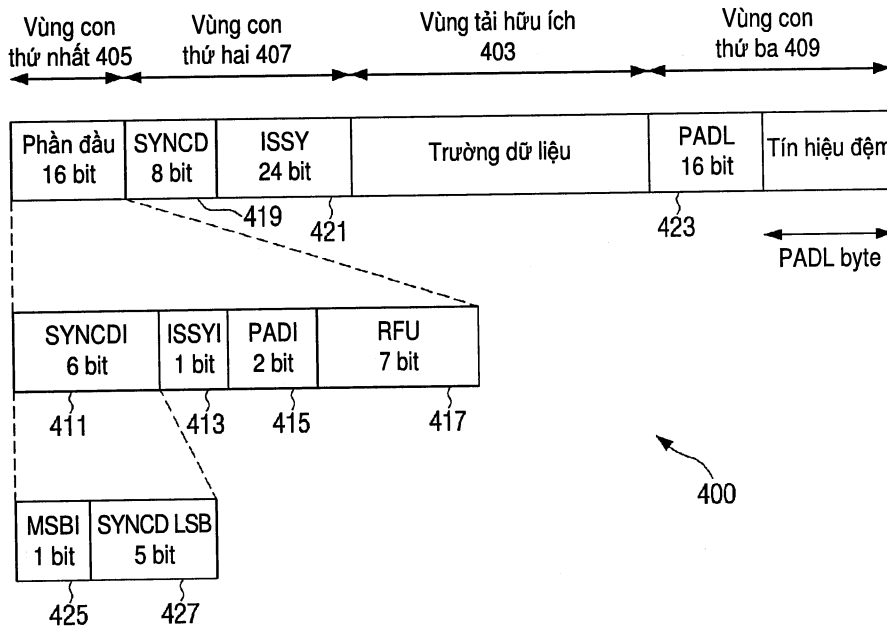 Vùng con
thứ nhất 405
Vùng con
thứ hai 407
Vùng tải hữu ích
403
Vùng con
thứ ba 409
Phần đầu
16 bit
SYNCD
8 bit
ISSY
24 bit
Trường dữ liệu
PADL
16 bit
Tín hiệu đệm
419
421
423
PADL byte
SYNCDI
6 bit
ISSYI
1 bit
PADI
2 bit
RFU
7 bit
411
413
415
417
400
MSBI
1 bit
SYNCD LSB
5 bit
425
427